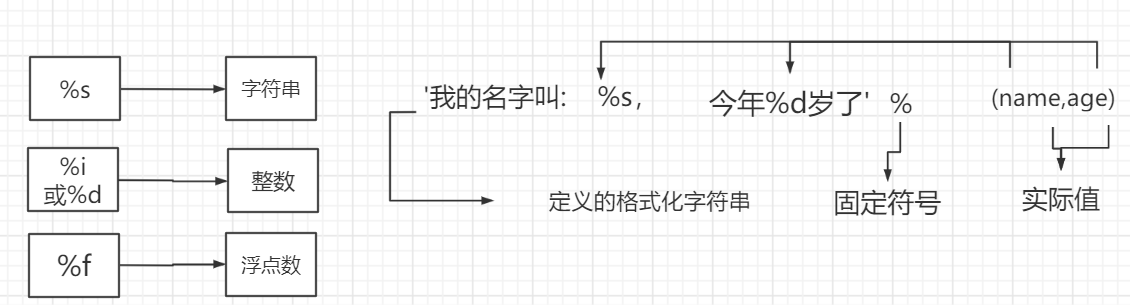 %s
字符串
%i
或%d
整数
%f
浮点数
'我的名字叫: %s, 今年%d岁了' % (name,age)
定义的格式化字符串
固定符号
实际值